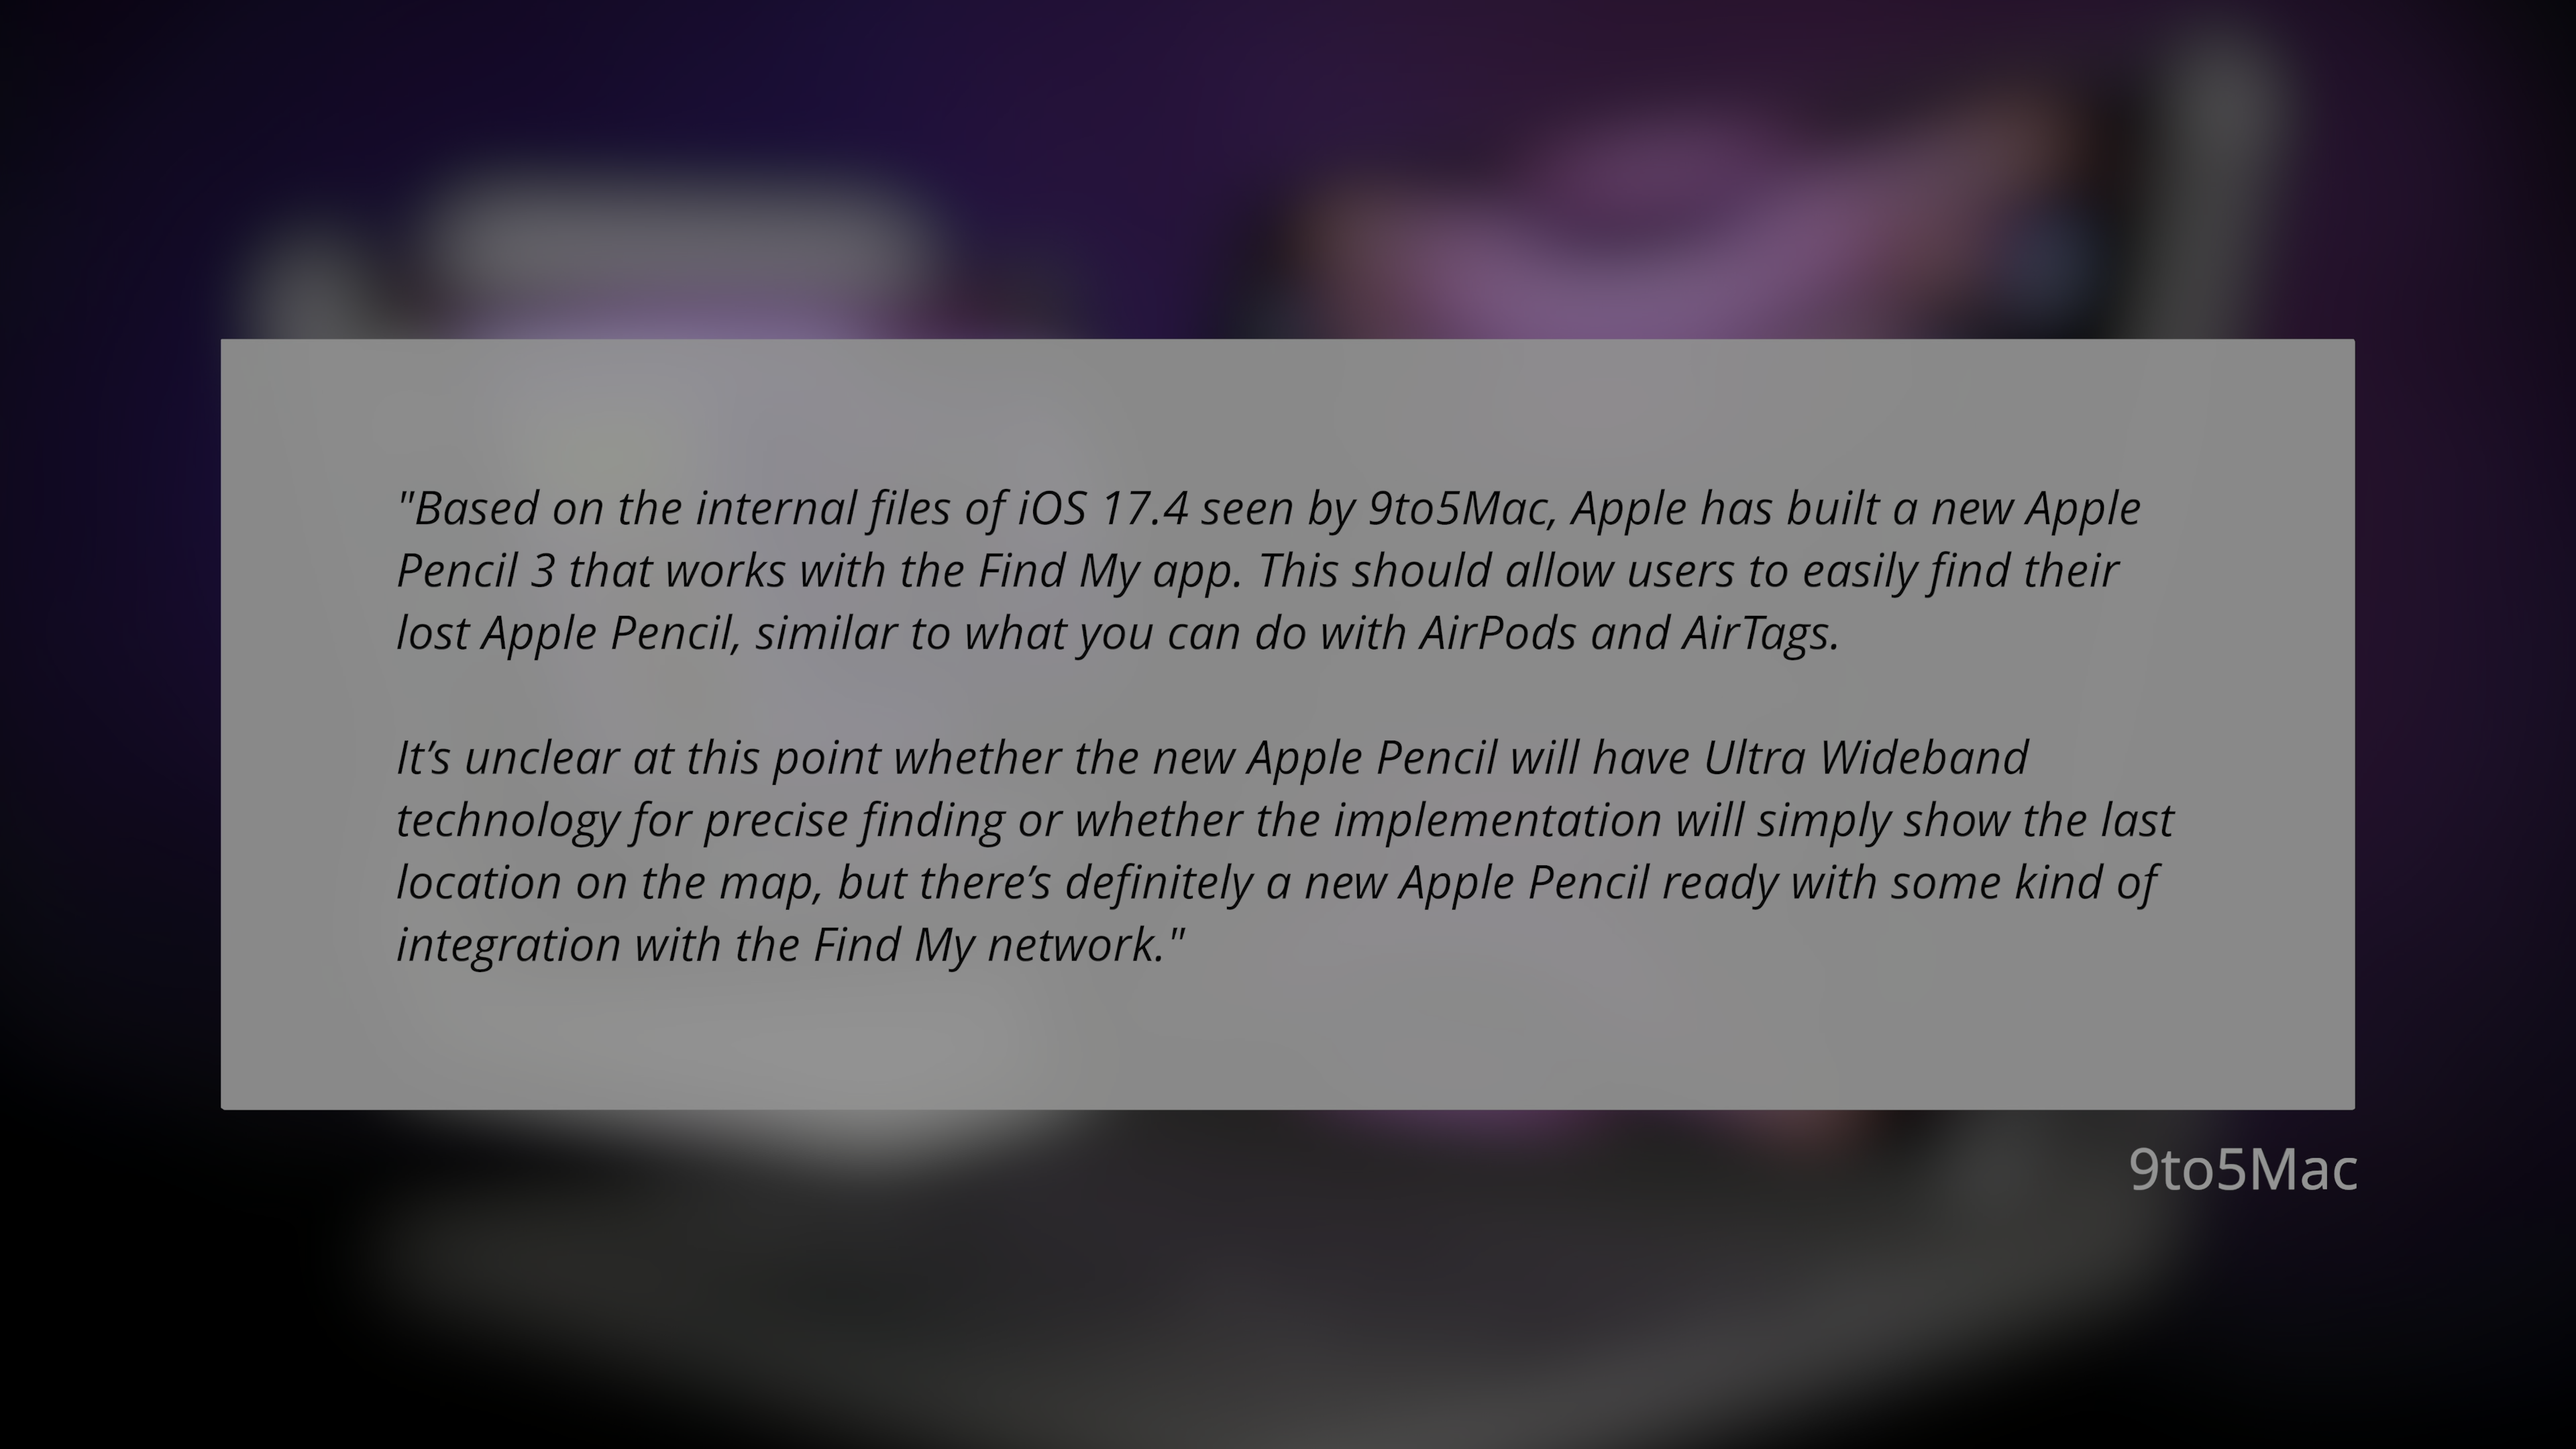 "Based on the internal files of iOS 17.4 seen by 9to5Mac, Apple has built a new Apple
Pencil 3 that works with the Find My app. This should allow users to easily find their
lost Apple Pencil, similar to what you can do with AirPods and AirTags.
It’s unclear at this point whether the new Apple Pencil will have Ultra Wideband
technology for precise finding or whether the implementation will simply show the last
location on the map, but there’s definitely a new Apple Pencil ready with some kind of
integration with the Find My network."
9to5Mac